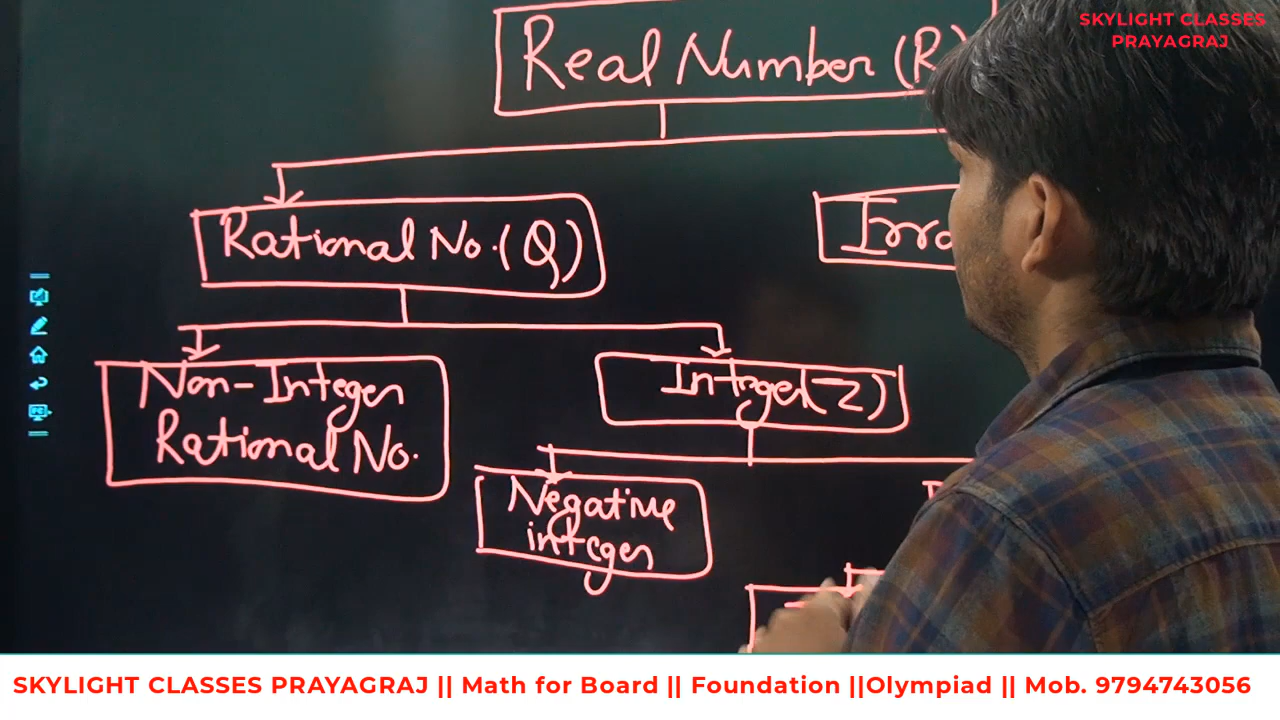 SKYLIGHT CLASSES
PRAYAGRAJ
Real Number (R)
Rational No. (Q)
Non-Integer
Rational No.
Integer (Z)
Negative
integer
SKYLIGHT CLASSES PRAYAGRAJ || Math for Board || Foundation ||Olympiad || Mob. 9794743056